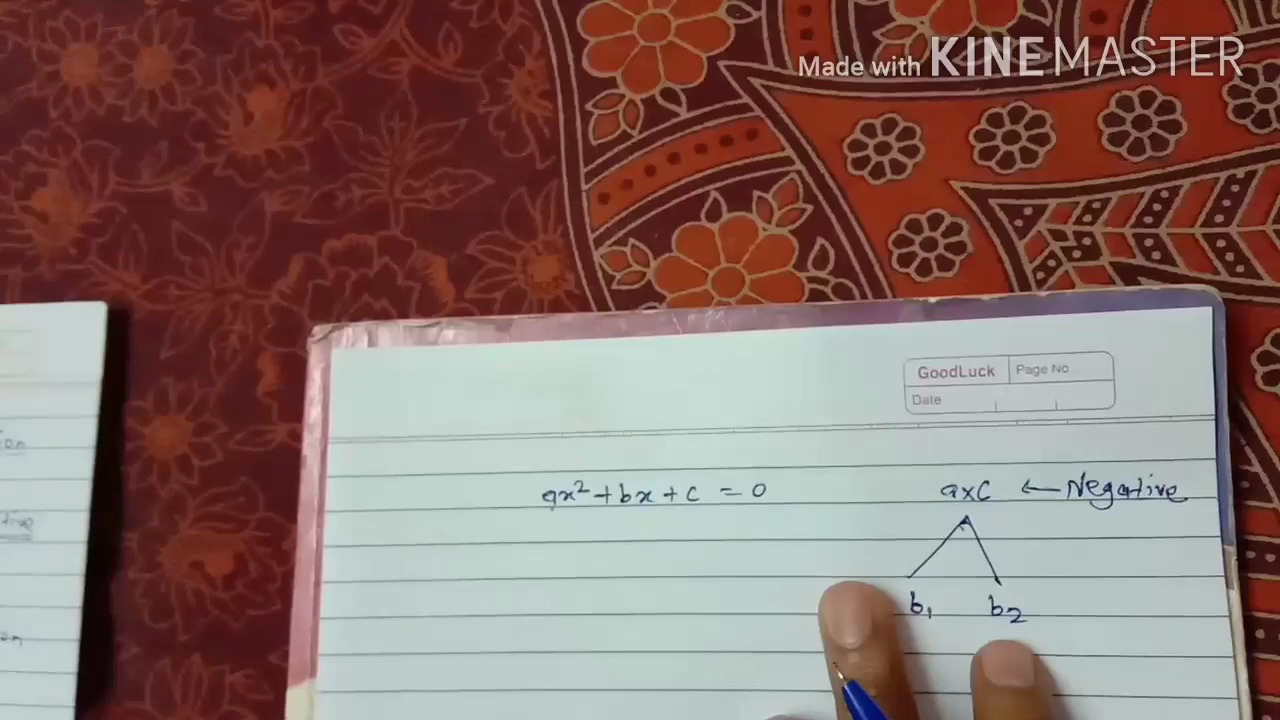 Made with KINEMASTER
GoodLuck Page No
Date
ax² + bx + c = 0
a×c ← Negative
b₁ b₂